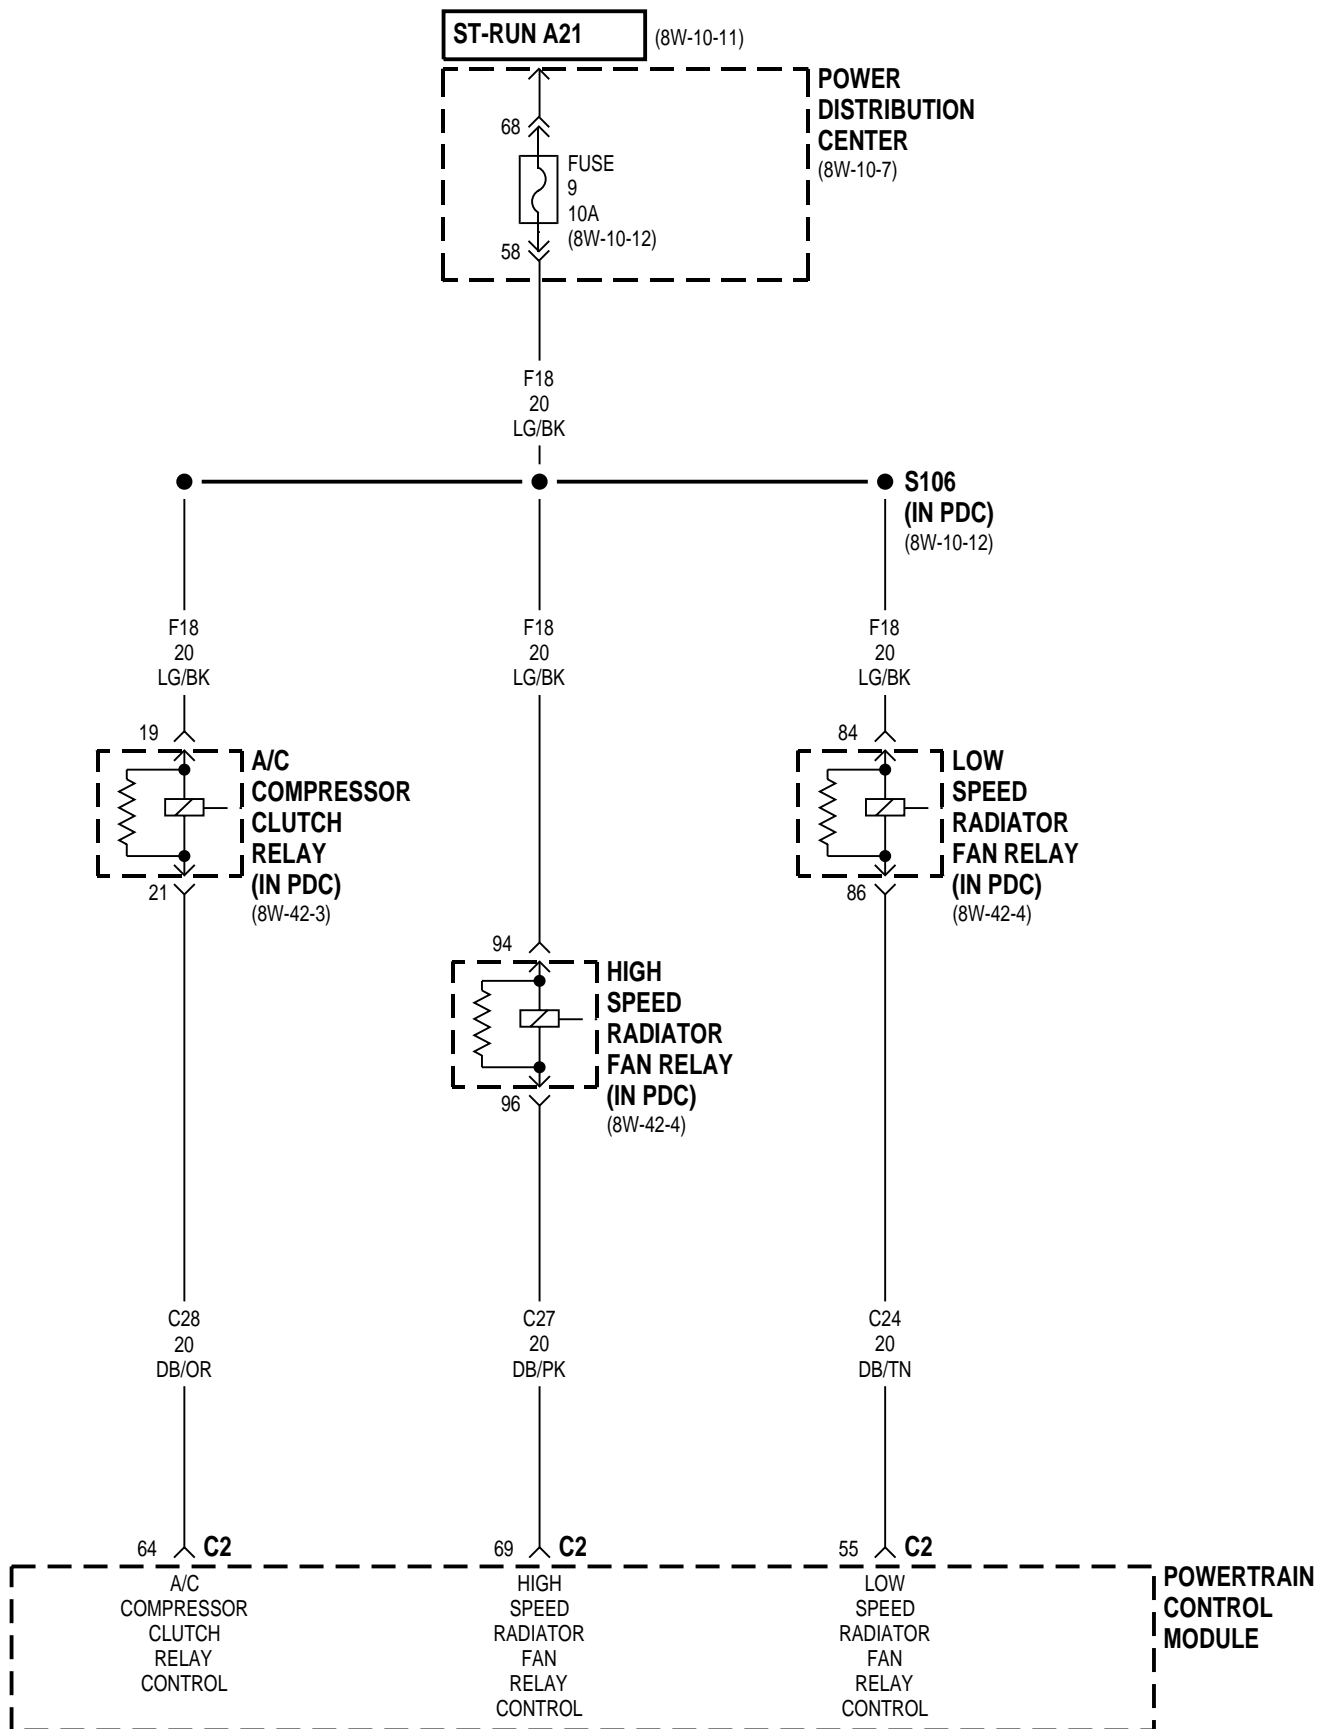 ST-RUN A21
(8W-10-11)
POWER
DISTRIBUTION
CENTER
(8W-10-7)
68
FUSE
9
10A
(8W-10-12)
58
F18
20
LG/BK
S106
(IN PDC)
(8W-10-12)
F18
20
LG/BK
F18
20
LG/BK
F18
20
LG/BK
19
A/C
COMPRESSOR
CLUTCH
RELAY
(IN PDC)
(8W-42-3)
21
84
LOW
SPEED
RADIATOR
FAN RELAY
(IN PDC)
(8W-42-4)
86
94
HIGH
SPEED
RADIATOR
FAN RELAY
(IN PDC)
(8W-42-4)
96
C28
20
DB/OR
C27
20
DB/PK
C24
20
DB/TN
64 C2
69 C2
55 C2
A/C
COMPRESSOR
CLUTCH
RELAY
CONTROL
HIGH
SPEED
RADIATOR
FAN
RELAY
CONTROL
LOW
SPEED
RADIATOR
FAN
RELAY
CONTROL
POWERTRAIN
CONTROL
MODULE